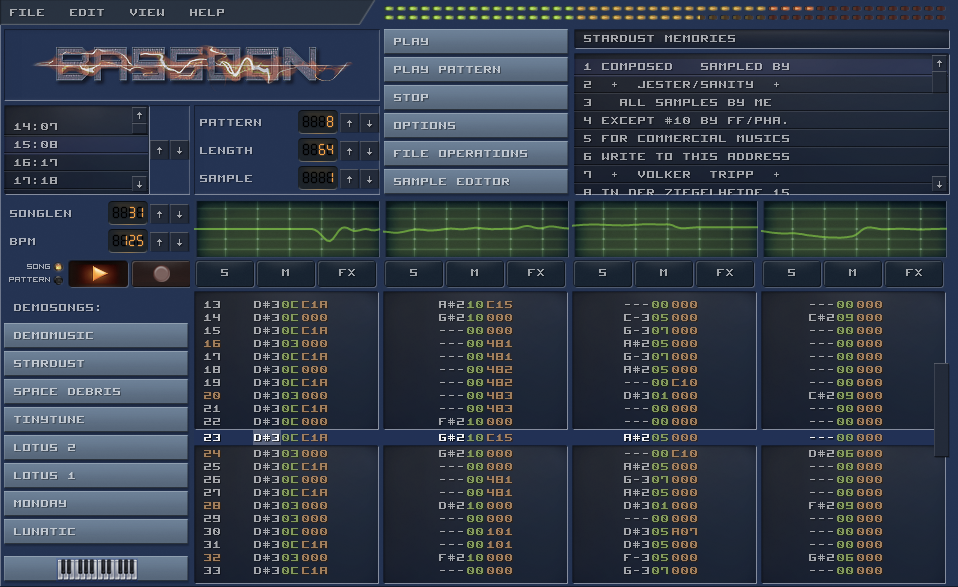 FILE EDIT VIEW HELP
BASSOON
14:07
15:08
16:17
17:18
PATTERN 8
LENGTH 64
SAMPLE 1
PLAY
PLAY PATTERN
STOP
OPTIONS
FILE OPERATIONS
SAMPLE EDITOR
STARDUST MEMORIES
1 COMPOSED SAMPLED BY
2 + JESTER/SANITY +
3 ALL SAMPLES BY ME
4 EXCEPT #10 BY FF/PHA.
5 FOR COMMERCIAL MUSICS
6 WRITE TO THIS ADDRESS
7 + VOLKER TRIPP +
8 IN DER ZIEGELHEIDE 15
SONGLEN 31
BPM 125
SONG
PATTERN
S M FX S M FX S M FX S M FX
DEMOSONGS:
DEMOMUSIC
STARDUST
SPACE DEBRIS
TINYTUNE
LOTUS 2
LOTUS 1
MONDAY
LUNATIC
13 D#30CC1A A#210C15 ---00000 ---00000
14 D#30C000 G#210000 C-305000 C#209000
15 D#30CC1A ---00000 G-307000 ---00000
16 D#303000 ---00481 A#205000 ---00000
17 D#30CC1A ---00481 G-307000 ---00000
18 D#30C000 ---00482 A#205000 ---00000
19 D#30CC1A ---00482 ---00C10 ---00000
20 D#303000 ---00483 D#301000 C#209000
21 D#30CC1A ---00483 ---00000 ---00000
22 D#30C000 F#210000 ---00000 ---00000
23 D#30CC1A G#210C15 A#205000 ---00000
24 D#303000 G#210000 ---00C10 D#206000
25 D#30CC1A ---00000 A#205000 ---00000
26 D#30C000 ---00481 G-307000 ---00000
27 D#30CC1A ---00481 A#205000 ---00000
28 D#303000 D#210000 D#301000 F#209000
29 D#303000 ---00000 ---00000 ---00000
30 D#30C000 ---00101 D#305A07 ---00000
31 D#30CC1A ---00101 D#305000 ---00000
32 D#303000 F#210000 F-305000 G#206000
33 D#30CC1A ---00000 G-307000 ---00000